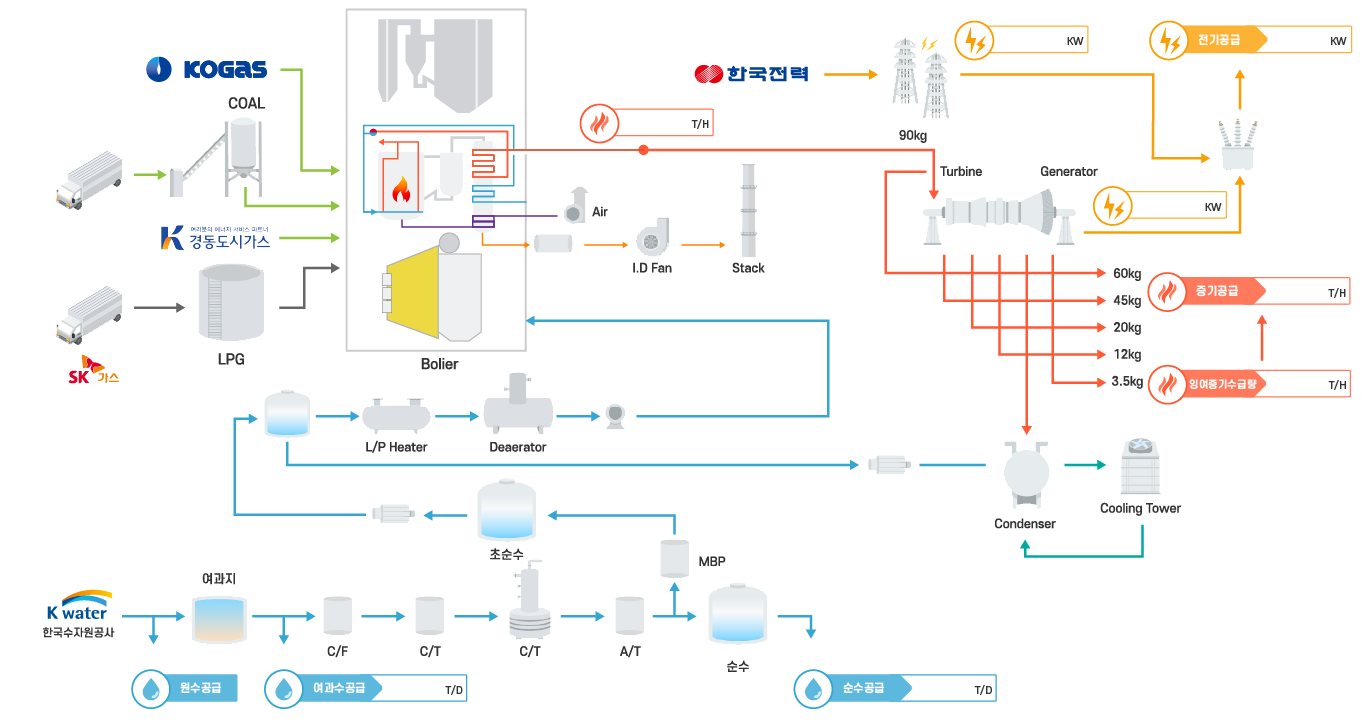 KOGAS
COAL
여러분의 에너지 서비스 파트너
경동도시가스
SK 가스
LPG
Bolier
T/H
한국전력
KW
전기공급
KW
90kg
Turbine
Generator
KW
Air
I.D Fan
Stack
60kg
45kg
20kg
12kg
3.5kg
증기공급
T/H
잉여증기수급량
T/H
L/P Heater
Deaerator
Condenser
Cooling Tower
초순수
MBP
K water
한국수자원공사
여과지
C/F
C/T
C/T
A/T
순수
원수공급
여과수공급
T/D
순수공급
T/D